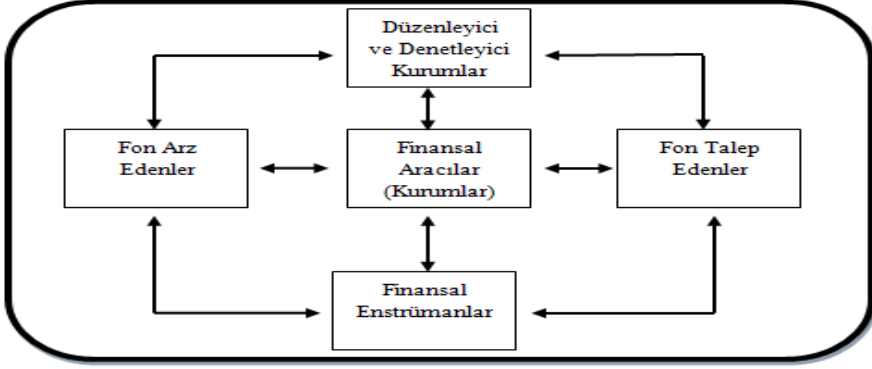 Düzenleyici
ve Denetleyici
Kurumlar
Fon Arz
Edenler
Finansal
Aracılar
(Kurumlar)
Fon Talep
Edenler
Finansal
Enstrümanlar